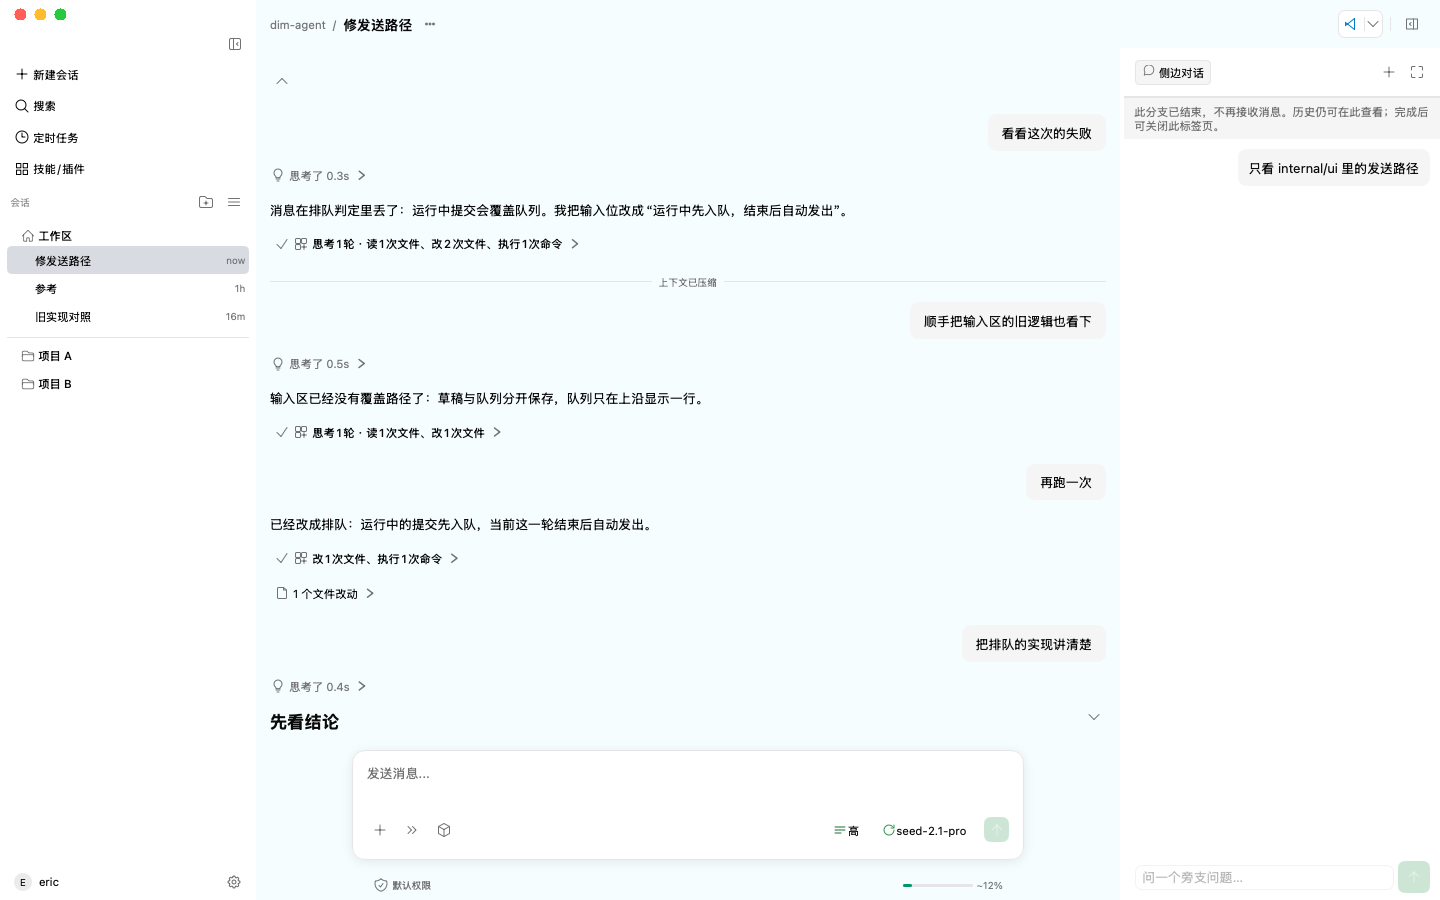 新建会话
搜索
定时任务
技能/插件
会话
工作区
修发送路径 now
参考 1h
旧实现对照 16m
项目 A
项目 B
E eric
dim-agent / 修发送路径 ···
看看这次的失败
思考了 0.3s
消息在排队判定里丢了：运行中提交会覆盖队列。我把输入位改成“运行中先入队，结束后自动发出”。
思考1轮 · 读1次文件、改2次文件、执行1次命令
上下文已压缩
顺手把输入区的旧逻辑也看下
思考了 0.5s
输入区已经没有覆盖路径了：草稿与队列分开保存，队列只在上沿显示一行。
思考1轮 · 读1次文件、改1次文件
再跑一次
已经改成排队：运行中的提交先入队，当前这一轮结束后自动发出。
改1次文件、执行1次命令
1 个文件改动
把排队的实现讲清楚
思考了 0.4s
先看结论
发送消息...
高 seed-2.1-pro
默认权限 ~12%
侧边对话
此分支已结束，不再接收消息。历史仍可在此查看；完成后
可关闭此标签页。
只看 internal/ui 里的发送路径
问一个旁支问题...